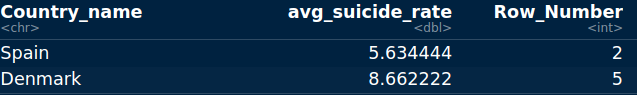 Country_name avg_suicide_rate Row_Number
<chr> <dbl> <int>
Spain 5.634444 2
Denmark 8.662222 5